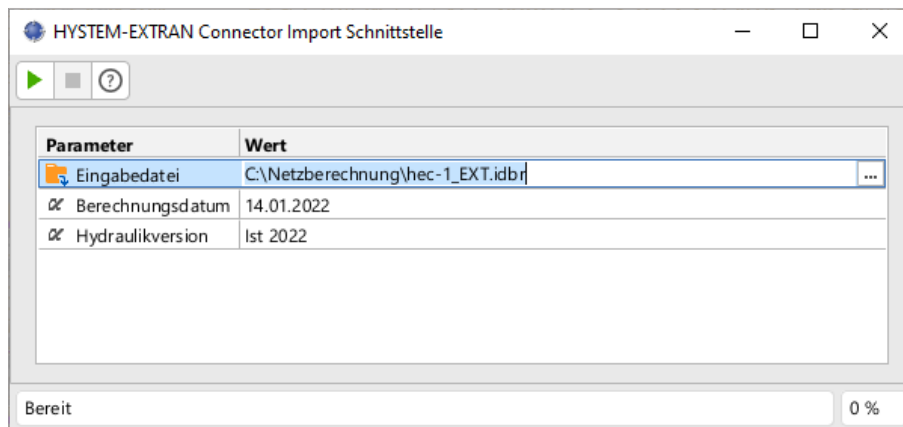 HYSTEM-EXTRAN Connector Import Schnittstelle
Parameter Wert
Eingabedatei C:\Netzberechnung\hec-1_EXT.idbr ...
α Berechnungsdatum 14.01.2022
α Hydraulikversion Ist 2022
Bereit 0 %